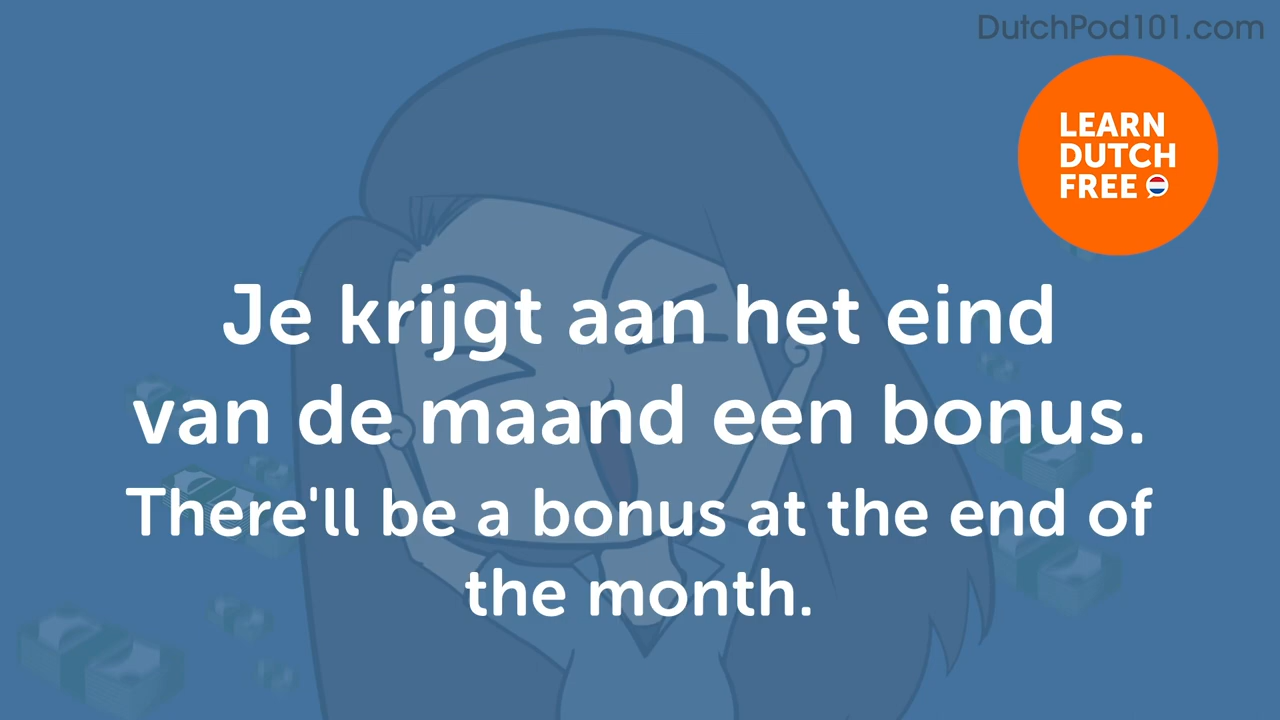 DutchPod101.com
LEARN
DUTCH
FREE
Je krijgt aan het eind
van de maand een bonus.
There'll be a bonus at the end of
the month.